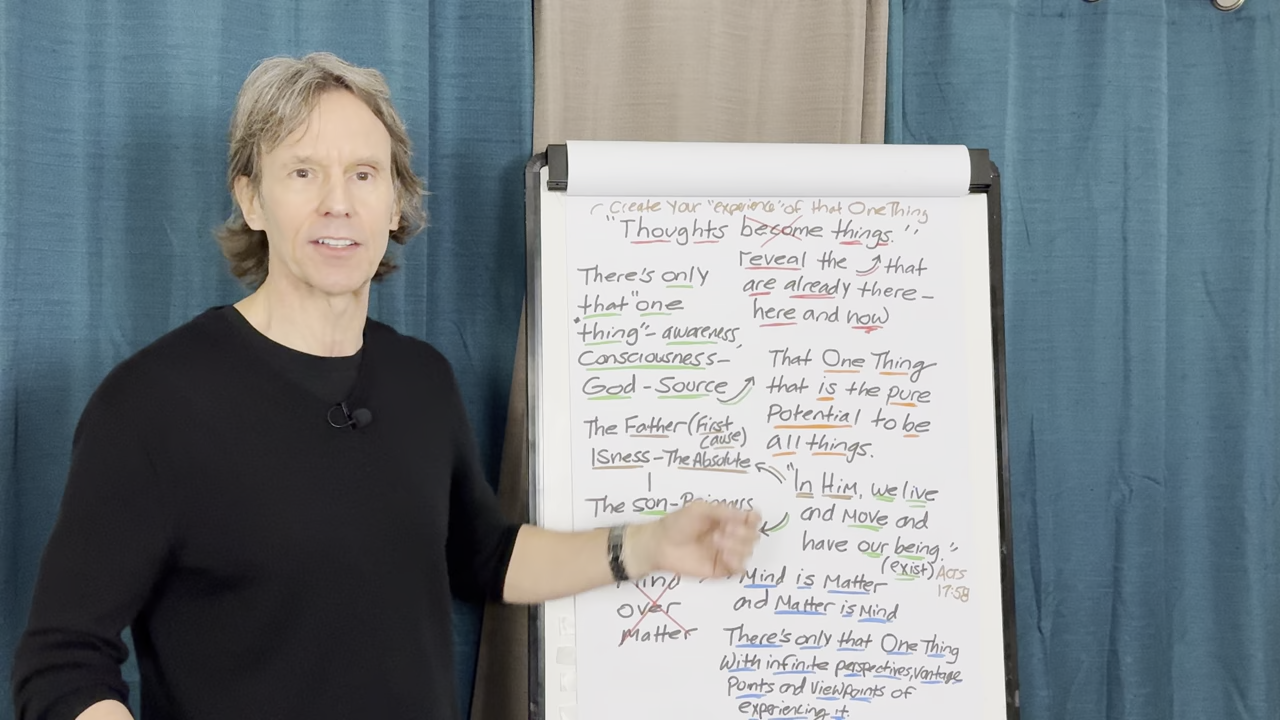 Create Your "experience" of that One Thing
"Thoughts become things."
reveal the that
are already there-
here and now
There's only
that "one
thing" - awareness,
Consciousness-
God - Source
That One Thing
that is the pure
Potential to be
all things.
The Father (First
Cause)
ISness - The Absolute
The son - Beingness
"In Him, we live
and move and
have our being."
(exist) Acts
17:58
Mind
over
matter
Mind is Matter
and Matter is Mind
There's only that One Thing
With infinite perspectives, vantage
Points and Viewpoints of
experiencing it.